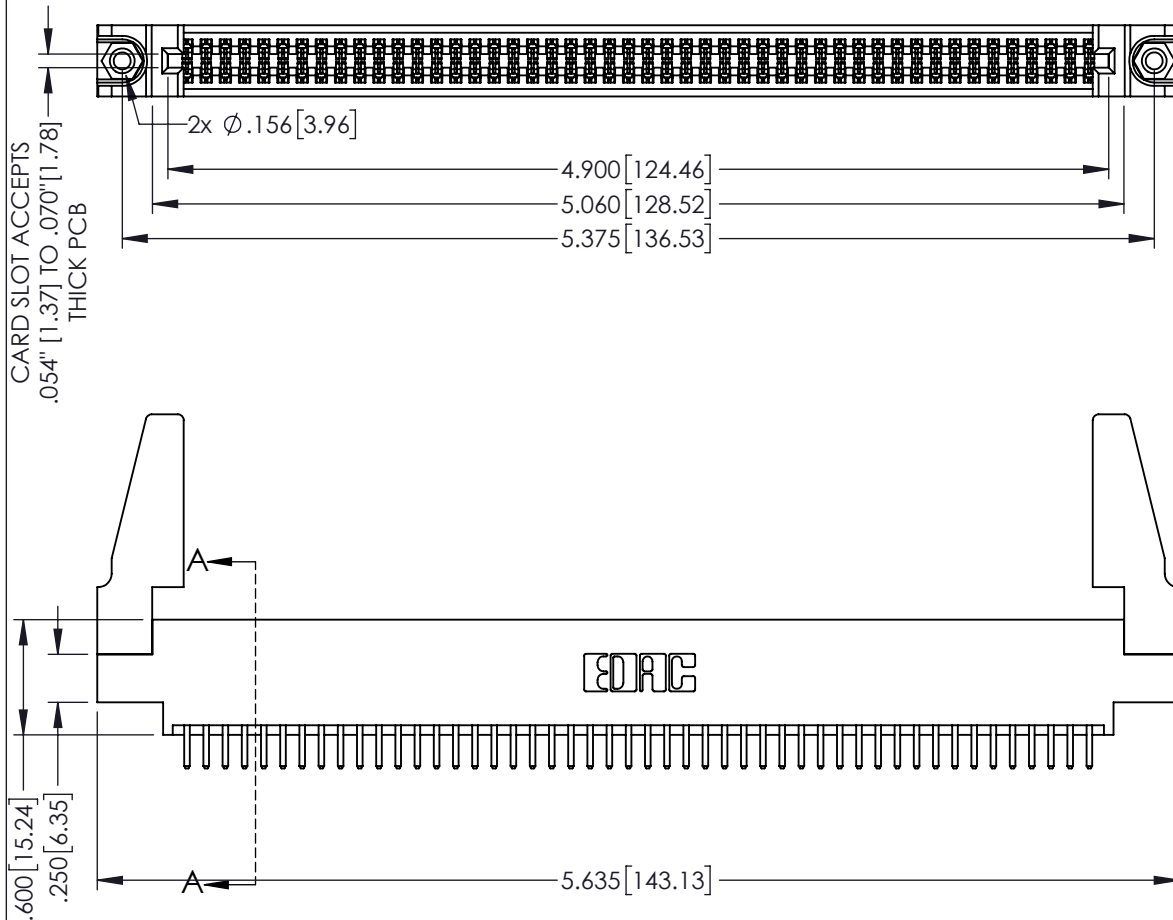 2x Ø.156[3.96]
4.900[124.46]
5.060[128.52]
5.375[136.53]
CARD SLOT ACCEPTS
.054" [1.37] TO .070"[1.78]
THICK PCB
A
EDAC
.600[15.24]
.250[6.35]
A
5.635[143.13]